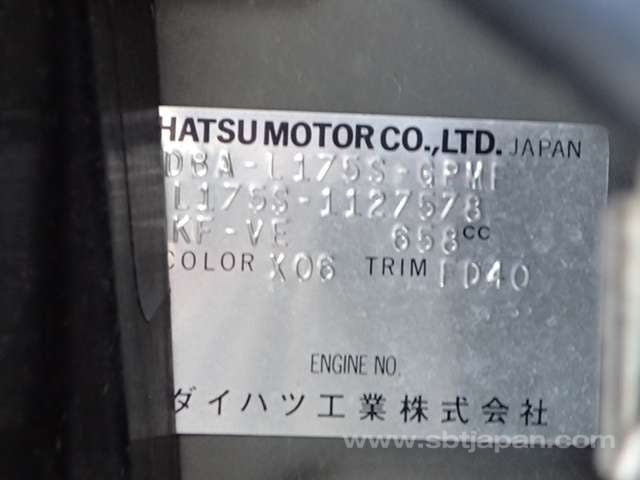 HATSU MOTOR CO.,LTD. JAPAN
DBA-L175S-GPMF
L175S-1127578
KF-VE 658CC
COLOR X06 TRIM FD40
ENGINE NO.
ダイハツ工業株式会社
www.sbtjapan.com